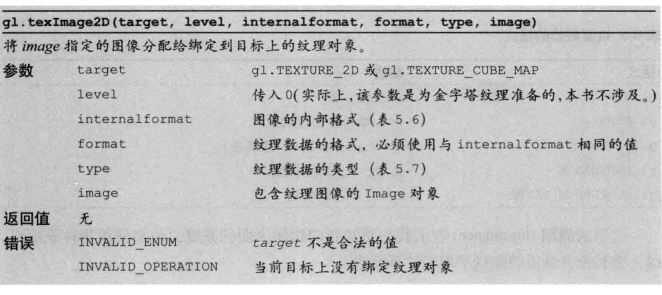 gl.texImage2D(target, level, internalformat, format, type, image)
将 image 指定的图像分配给绑定到目标上的纹理对象。
参数 target gl.TEXTURE_2D 或 gl.TEXTURE_CUBE_MAP
level 传入0(实际上,该参数是为金字塔纹理准备的,本书不涉及。)
internalformat 图像的内部格式（表 5.6）
format 纹理数据的格式，必须使用与 internalformat 相同的值
type 纹理数据的类型（表 5.7）
image 包含纹理图像的 Image 对象
返回值 无
错误 INVALID_ENUM target 不是合法的值
INVALID_OPERATION 当前目标上没有绑定纹理对象